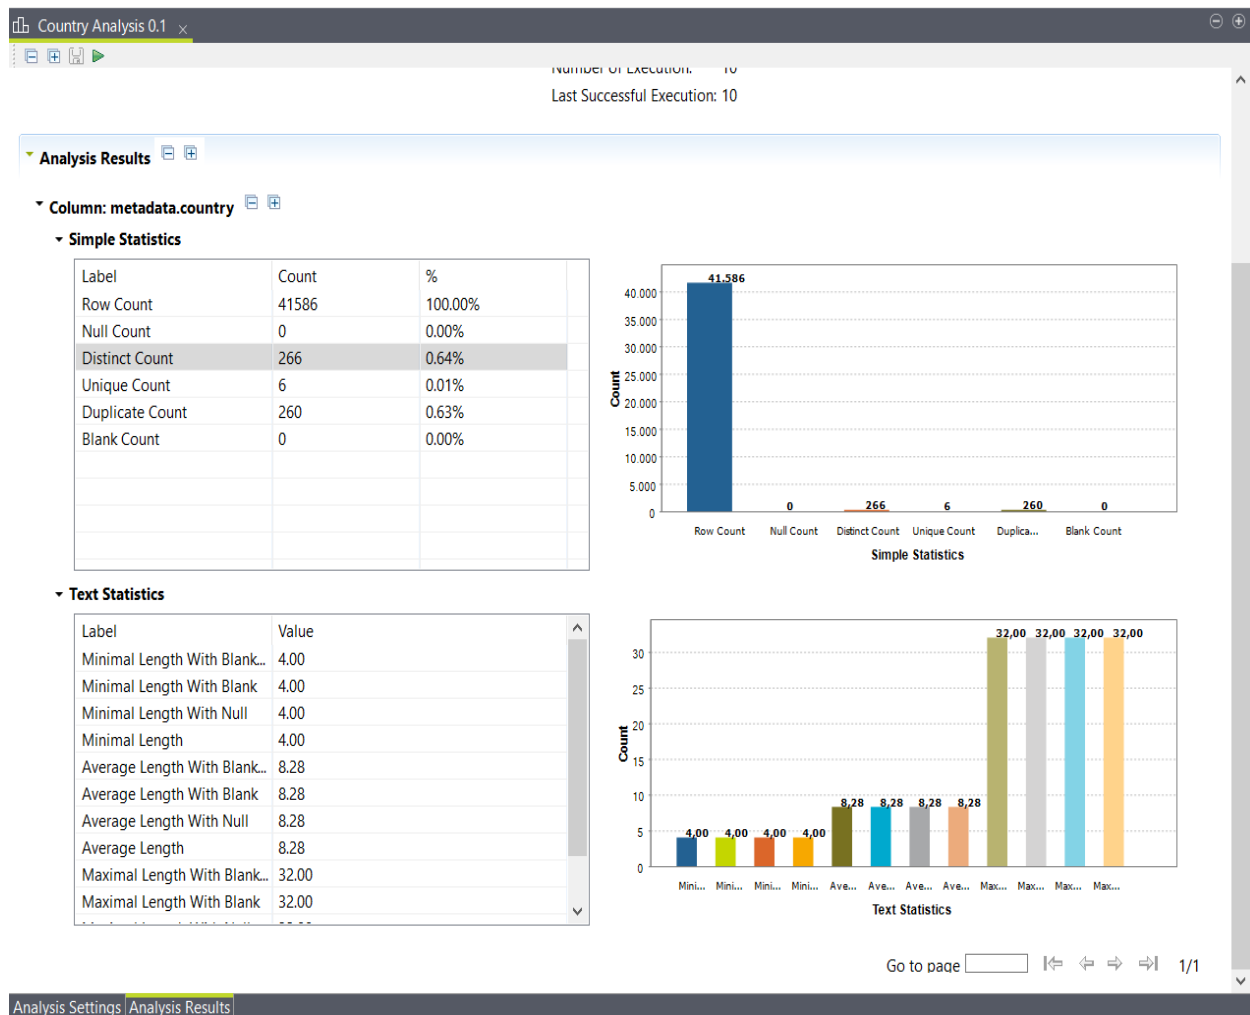 Country Analysis 0.1
Number of Execution: 10
Last Successful Execution: 10
Analysis Results
Column: metadata.country
Simple Statistics
Label Count %
Row Count 41586 100.00%
Null Count 0 0.00%
Distinct Count 266 0.64%
Unique Count 6 0.01%
Duplicate Count 260 0.63%
Blank Count 0 0.00%
41.586
40.000
35.000
30.000
25.000
20.000
15.000
10.000
5.000
0
Count
0 266 6 260 0
Row Count Null Count Distinct Count Unique Count Duplica... Blank Count
Simple Statistics
Text Statistics
Label Value
Minimal Length With Blank... 4.00
Minimal Length With Blank 4.00
Minimal Length With Null 4.00
Minimal Length 4.00
Average Length With Blank... 8.28
Average Length With Blank 8.28
Average Length With Null 8.28
Average Length 8.28
Maximal Length With Blank... 32.00
Maximal Length With Blank 32.00
32,00 32,00 32,00 32,00
30
25
20
15
10
5
0
Count
8,28 8,28 8,28 8,28
4,00 4,00 4,00 4,00
Mini... Mini... Mini... Mini... Ave... Ave... Ave... Ave... Max... Max... Max... Max...
Text Statistics
Go to page 1/1
Analysis Settings Analysis Results